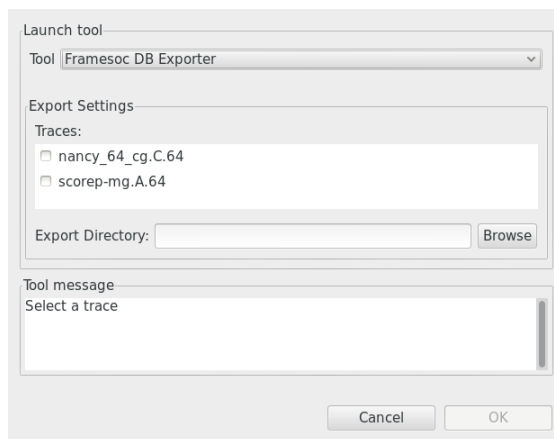 Launch tool
Tool Framesoc DB Exporter
Export Settings
Traces:
nancy_64_cg.C.64
scorep-mg.A.64
Export Directory: Browse
Tool message
Select a trace
Cancel OK